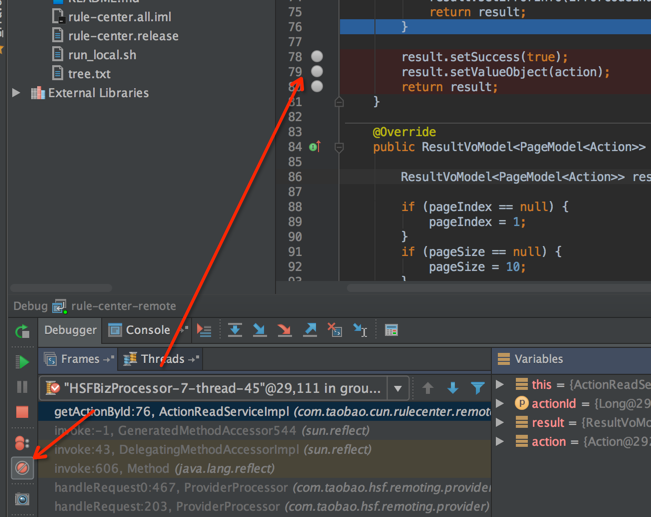 README.md
rule-center.all.iml
rule-center.release
run_local.sh
tree.txt
External Libraries
75 return result;
76 }
77
78 result.setSuccess(true);
79 result.setValueObject(action);
80 return result;
81 }
82
83 @Override
84 public ResultVoModel<PageModel<Action>>
85
86 ResultVoModel<PageModel<Action>> res
87
88 if (pageIndex == null) {
89 pageIndex = 1;
90 }
91 if (pageSize == null) {
92 pageSize = 10;
93 }
Debug rule-center-remote
Debugger Console
Frames Threads
"HSFBizProcessor-7-thread-45"@29,111 in grou...
getActionById:76, ActionReadServiceImpl (com.taobao.cun.rulecenter.remot
invoke:-1, GeneratedMethodAccessor544 (sun.reflect)
invoke:43, DelegatingMethodAccessorImpl (sun.reflect)
invoke:606, Method (java.lang.reflect)
handleRequest0:467, ProviderProcessor (com.taobao.hsf.remoting.provider)
handleRequest:203, ProviderProcessor (com.taobao.hsf.remoting.provider)
Variables
this = {ActionReadSe
actionId = {Long@29
result = {ResultVoM
action = {Action@292